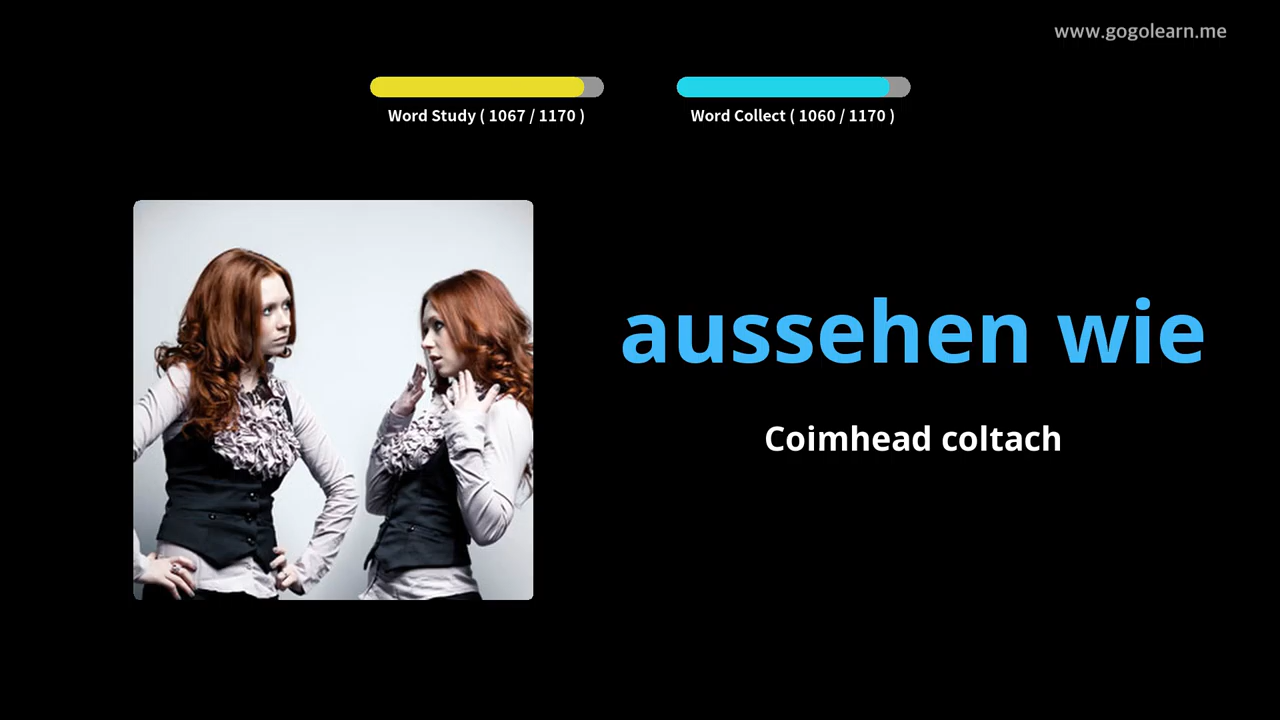 www.gogolearn.me
Word Study ( 1067 / 1170 )
Word Collect ( 1060 / 1170 )
aussehen wie
Coimhead coltach